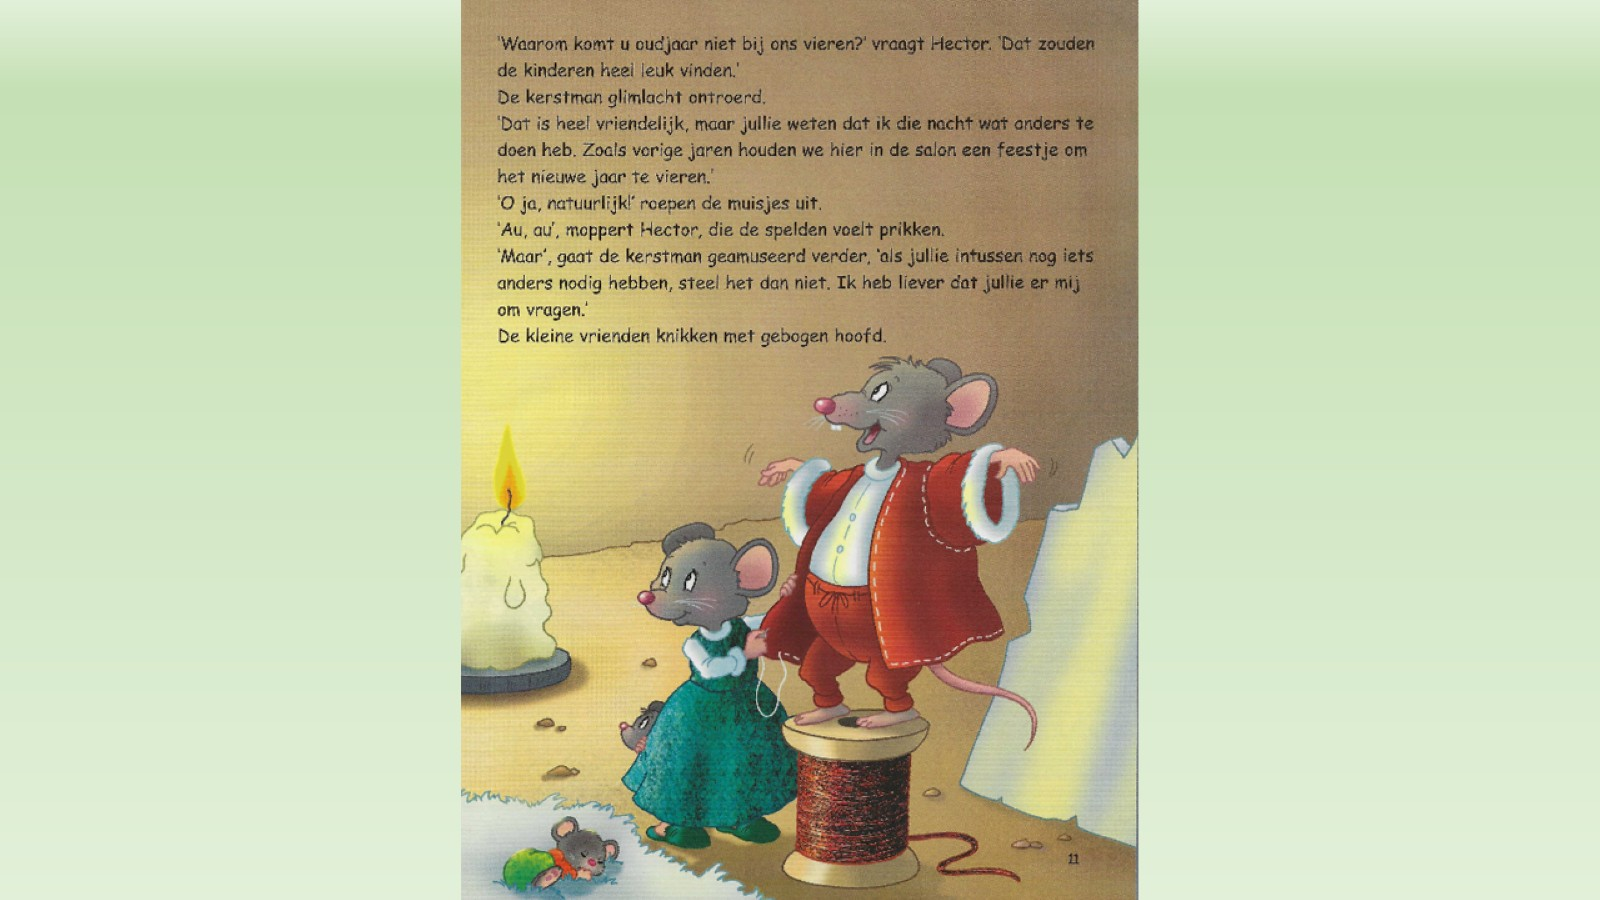 'Waarom komt u oudjaar niet bij ons vieren?' vraagt Hector. 'Dat zouden
de kinderen heel leuk vinden.'
De kerstman glimlacht ontroerd.
'Dat is heel vriendelijk, maar jullie weten dat ik die nacht wat anders te
doen heb. Zoals vorige jaren houden we hier in de salon een feestje om
het nieuwe jaar te vieren.'
'O ja, natuurlijk!' roepen de muisjes uit.
'Au, au', moppert Hector, die de spelden voelt prikken.
'Maar', gaat de kerstman geamuseerd verder, 'als jullie intussen nog iets
anders nodig hebben, steel het dan niet. Ik heb liever dat jullie er mij
om vragen.'
De kleine vrienden knikken met gebogen hoofd.
11